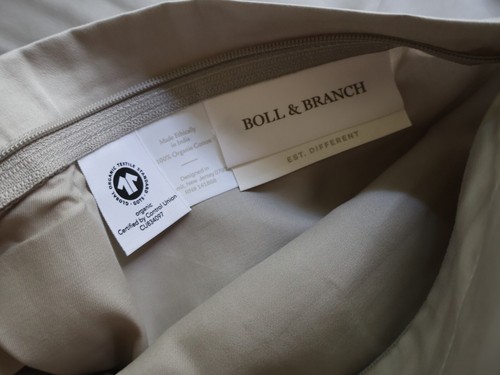 BOLL & BRANCH
EST. DIFFERENT
Made Ethically
in India
100% Organic Cotton
Designed in
New Jersey
GLOBAL ORGANIC TEXTILE STANDARD
GOTS
organic
Certified by Control Union
CU834097